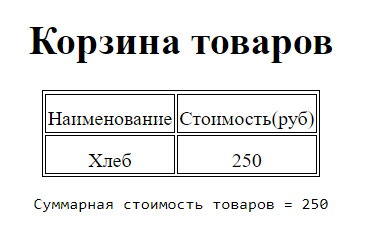 Корзина товаров
Наименование Стоимость(руб)
Хлеб 250
Суммарная стоимость товаров = 250